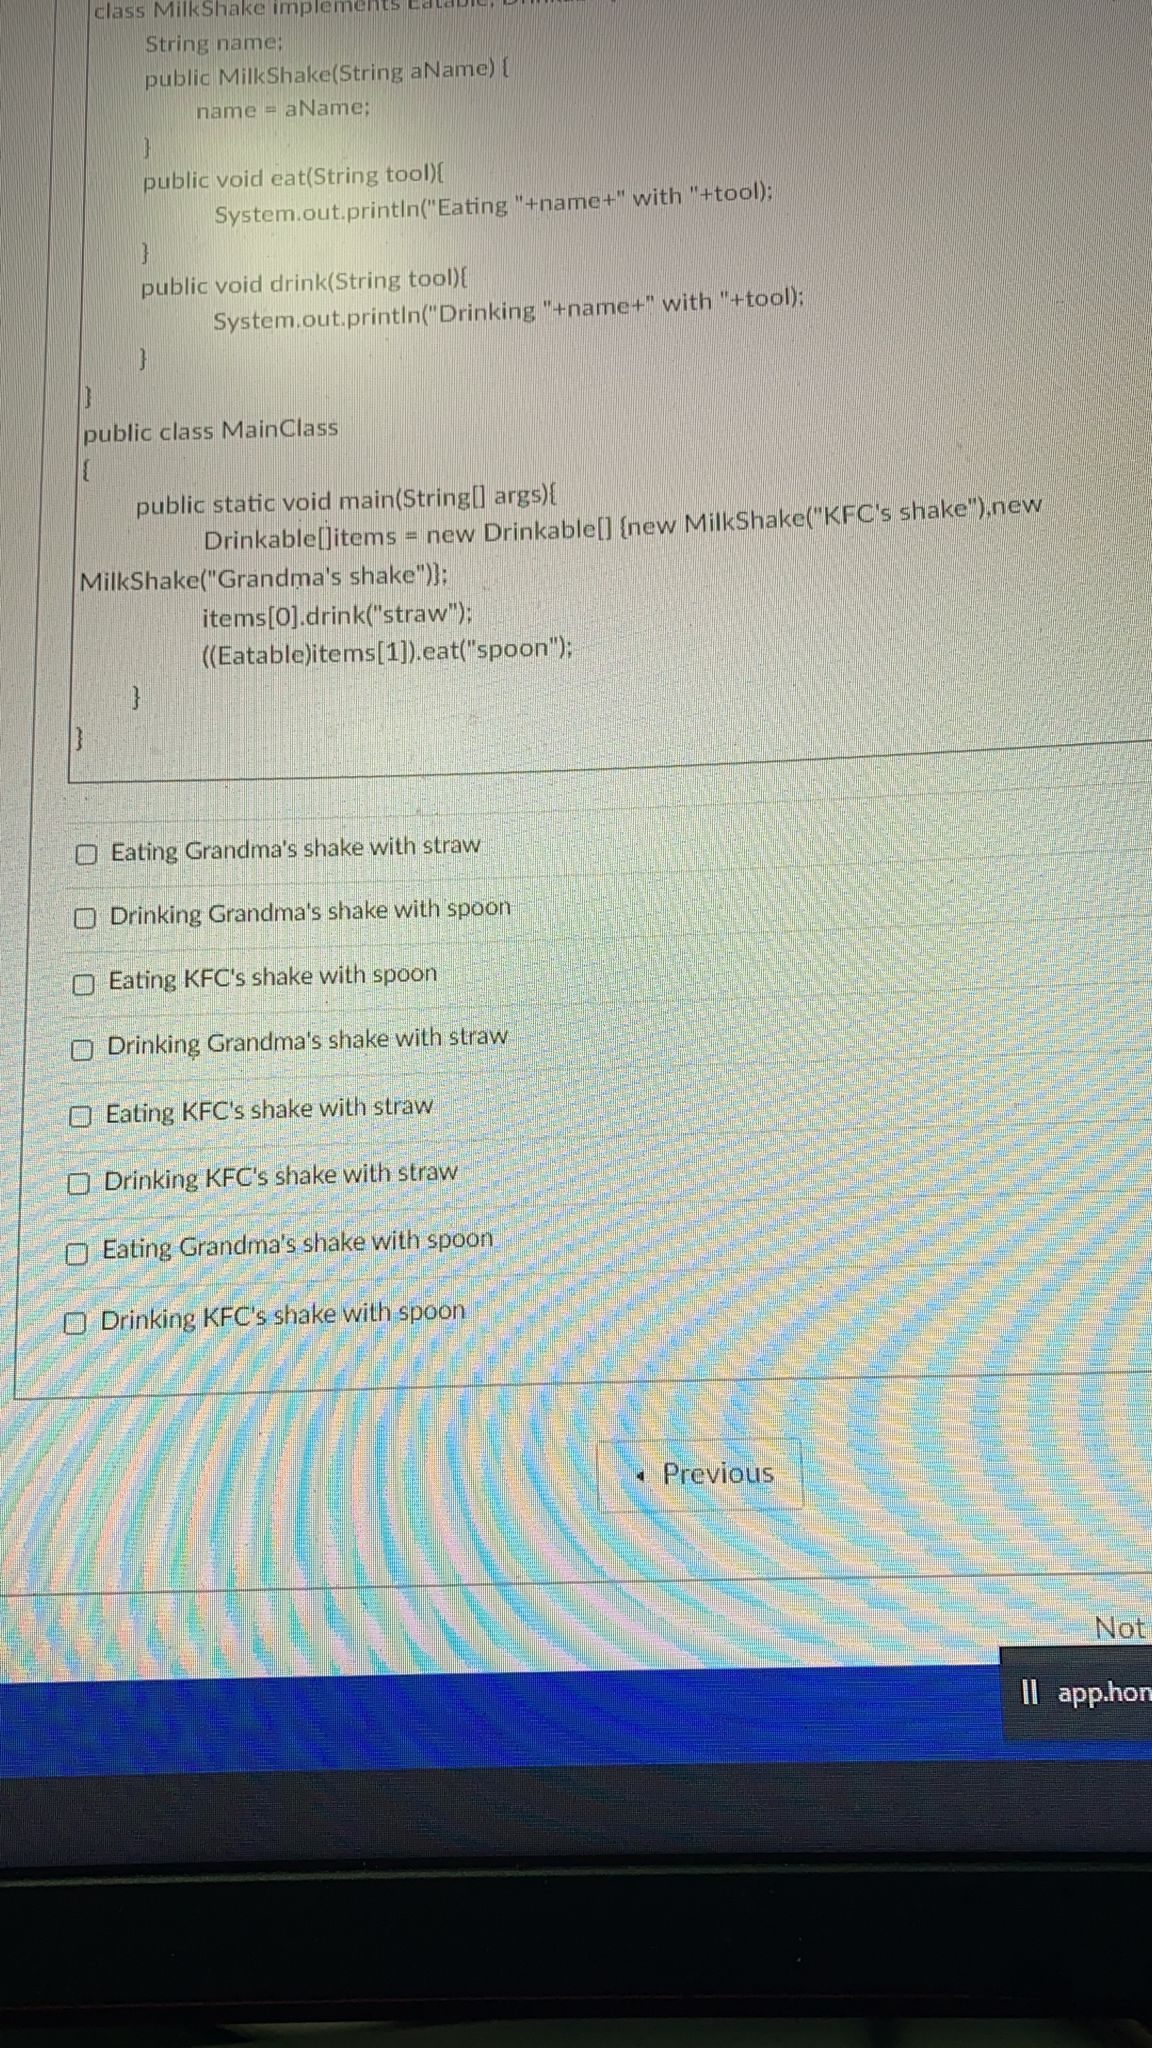 class MilkShake implements Eatable,
String name;
public MilkShake(String aName) {
name = aName;
}
public void eat(String tool){
System.out.println("Eating "+name+" with "+tool);
}
public void drink(String tool){
System.out.println("Drinking "+name+" with "+tool);
}
}
public class MainClass
{
public static void main(String[] args){
Drinkable[]items = new Drinkable[] {new MilkShake("KFC's shake"),new
MilkShake("Grandma's shake")};
items[0].drink("straw");
((Eatable)items[1]).eat("spoon");
}
}
Eating Grandma's shake with straw
Drinking Grandma's shake with spoon
Eating KFC's shake with spoon
Drinking Grandma's shake with straw
Eating KFC's shake with straw
Drinking KFC's shake with straw
Eating Grandma's shake with spoon
Drinking KFC's shake with spoon
Previous
Not
app.hon